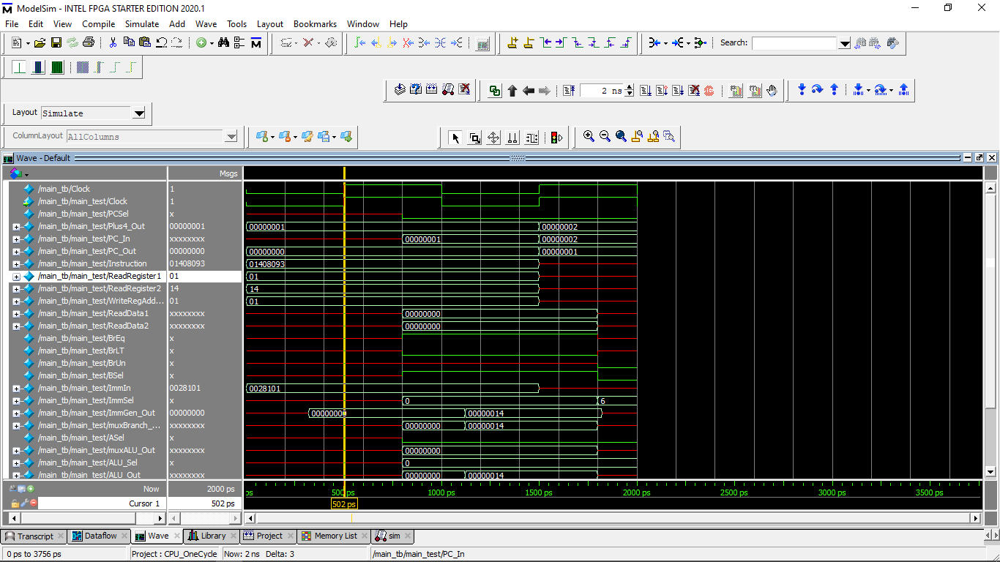 ModelSim - INTEL FPGA STARTER EDITION 2020.1
File Edit View Compile Simulate Add Wave Tools Layout Bookmarks Window Help
Search:
2 ns
Layout Simulate
ColumnLayout AllColumns
Wave - Default
Msgs
/main_tb/Clock 1
/main_tb/main_test/Clock 1
/main_tb/main_test/PCSel x
/main_tb/main_test/Plus4_Out 00000001 00000001 00000002
/main_tb/main_test/PC_In xxxxxxxx 00000001 00000002
/main_tb/main_test/PC_Out 00000000 00000000 00000001
/main_tb/main_test/Instruction 01408093 01408093
/main_tb/main_test/ReadRegister1 01 01
/main_tb/main_test/ReadRegister2 14 14
/main_tb/main_test/WriteRegAdd... 01 01
/main_tb/main_test/ReadData1 xxxxxxxx 00000000
/main_tb/main_test/ReadData2 xxxxxxxx 00000000
/main_tb/main_test/BrEq x
/main_tb/main_test/BrLT x
/main_tb/main_test/BrUn x
/main_tb/main_test/BSel x
/main_tb/main_test/ImmIn 0028101 0028101
/main_tb/main_test/ImmSel x 0 6
/main_tb/main_test/ImmGen_Out 00000000 00000000 00000014
/main_tb/main_test/muxBranch_... xxxxxxxx 00000000 00000014
/main_tb/main_test/ASel x
/main_tb/main_test/muxALU_Out xxxxxxxx 00000000
/main_tb/main_test/ALU_Sel x 0
/main_tb/main_test/ALU_Out xxxxxxxx 00000000 00000014
Now 2000 ps ps 500 ps 1000 ps 1500 ps 2000 ps 2500 ps 3000 ps 3500 ps
Cursor 1 502 ps 502 ps
Transcript Dataflow Wave Library Project Memory List sim
0 ps to 3756 ps Project : CPU_OneCycle Now: 2 ns Delta: 3 /main_tb/main_test/PC_In